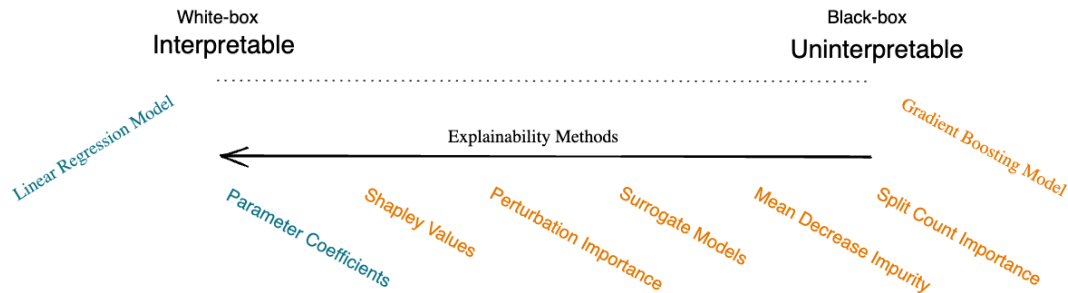 White-box
Interpretable
Black-box
Uninterpretable
Linear Regression Model
Explainability Methods
Gradient Boosting Model
Parameter Coefficients
Shapley Values
Perturbation Importance
Surrogate Models
Mean Decrease Impurity
Split Count Importance